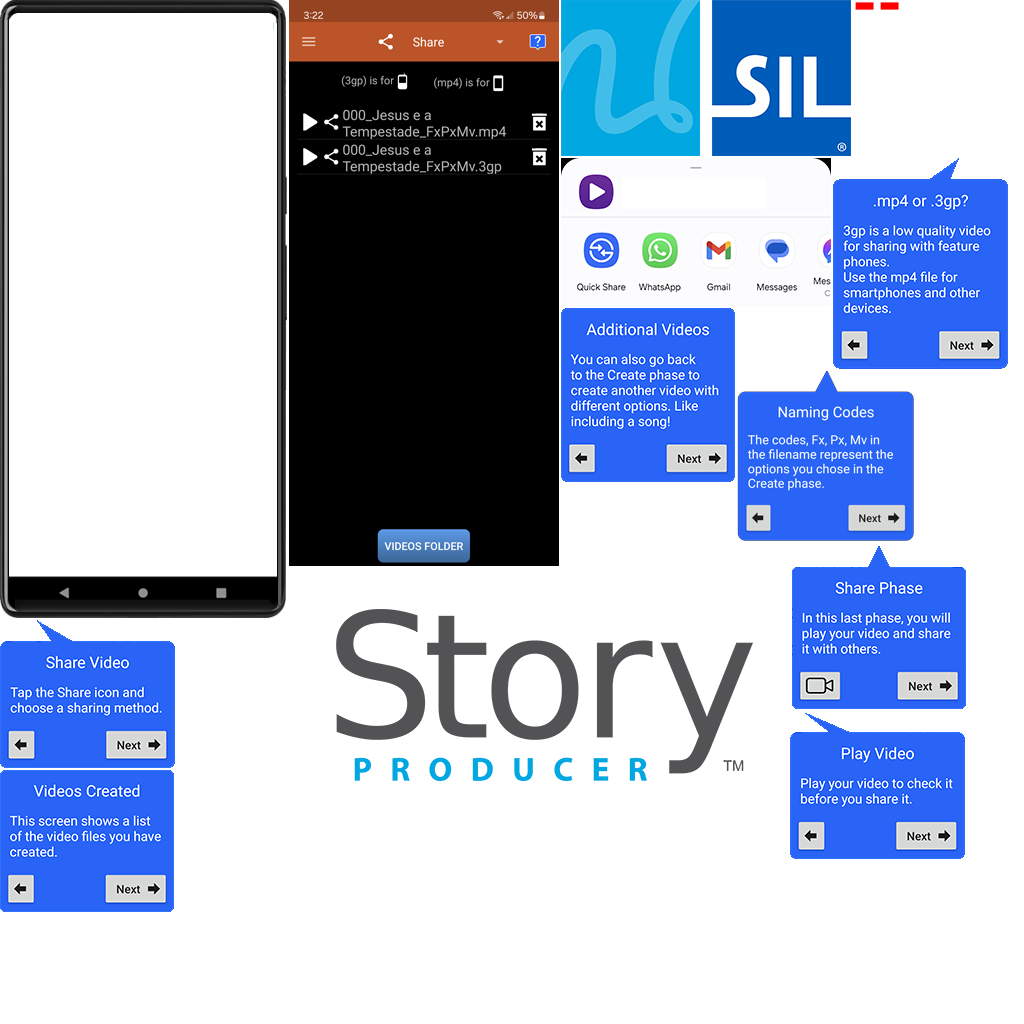 3:22
50%
Share
(3gp) is for
(mp4) is for
000_Jesus e a
Tempestade_FxPxMv.mp4
000_Jesus e a
Tempestade_FxPxMv.3gp
VIDEOS FOLDER
SIL
®
Quick Share
WhatsApp
Gmail
Messages
Mes
C
.mp4 or .3gp?
3gp is a low quality video
for sharing with feature
phones.
Use the mp4 file for
smartphones and other
devices.
Next
Additional Videos
You can also go back
to the Create phase to
create another video with
different options. Like
including a song!
Next
Naming Codes
The codes, Fx, Px, Mv in
the filename represent the
options you chose in the
Create phase.
Next
Share Phase
In this last phase, you will
play your video and share
it with others.
Next
Share Video
Tap the Share icon and
choose a sharing method.
Next
Story
PRODUCER
TM
Play Video
Play your video to check it
before you share it.
Next
Videos Created
This screen shows a list
of the video files you have
created.
Next